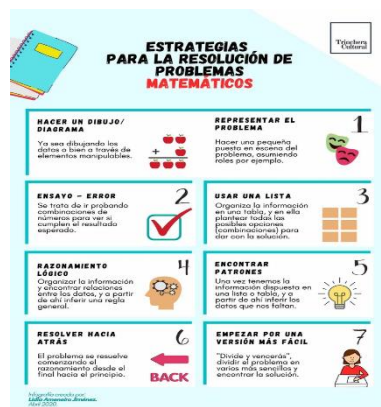 ESTRATEGIAS
PARA LA RESOLUCIÓN DE
PROBLEMAS
MATEMÁTICOS
Trinchera
Cultural
HACER UN DIBUJO/
DIAGRAMA
Ya sea dibujando los
datos o bien a través de
elementos manipulables.
REPRESENTAR EL
PROBLEMA
1
Hacer una pequeña
puesta en escena del
problema, asumiendo
roles por ejemplo.
ENSAYO - ERROR
2
Se trata de ir probando
combinaciones de
números para ver si
cumplen el resultado
esperado.
USAR UNA LISTA
3
Organiza la información
en una tabla, y en ella
plantear todas las
posibles opciones
(combinaciones) para
dar con la solución.
RAZONAMIENTO
LÓGICO
4
Organizar la información
y encontrar relaciones
entre los datos, y a partir
de ahí inferir una regla
general.
ENCONTRAR
PATRONES
5
Una vez tenemos la
información dispuesta en
una lista o tabla, y a
partir de ahí inferir los
datos que nos faltan.
RESOLVER HACIA
ATRÁS
6
El problema se resuelve
comenzando el
razonamiento desde el
final hacia el principio.
BACK
EMPEZAR POR UNA
VERSIÓN MÁS FÁCIL
7
"Divide y vencerás",
dividir el problema en
varios más sencillos y
encontrar la solución.
Infografía creada por:
Lidia Jiménez.
Abril 2020.